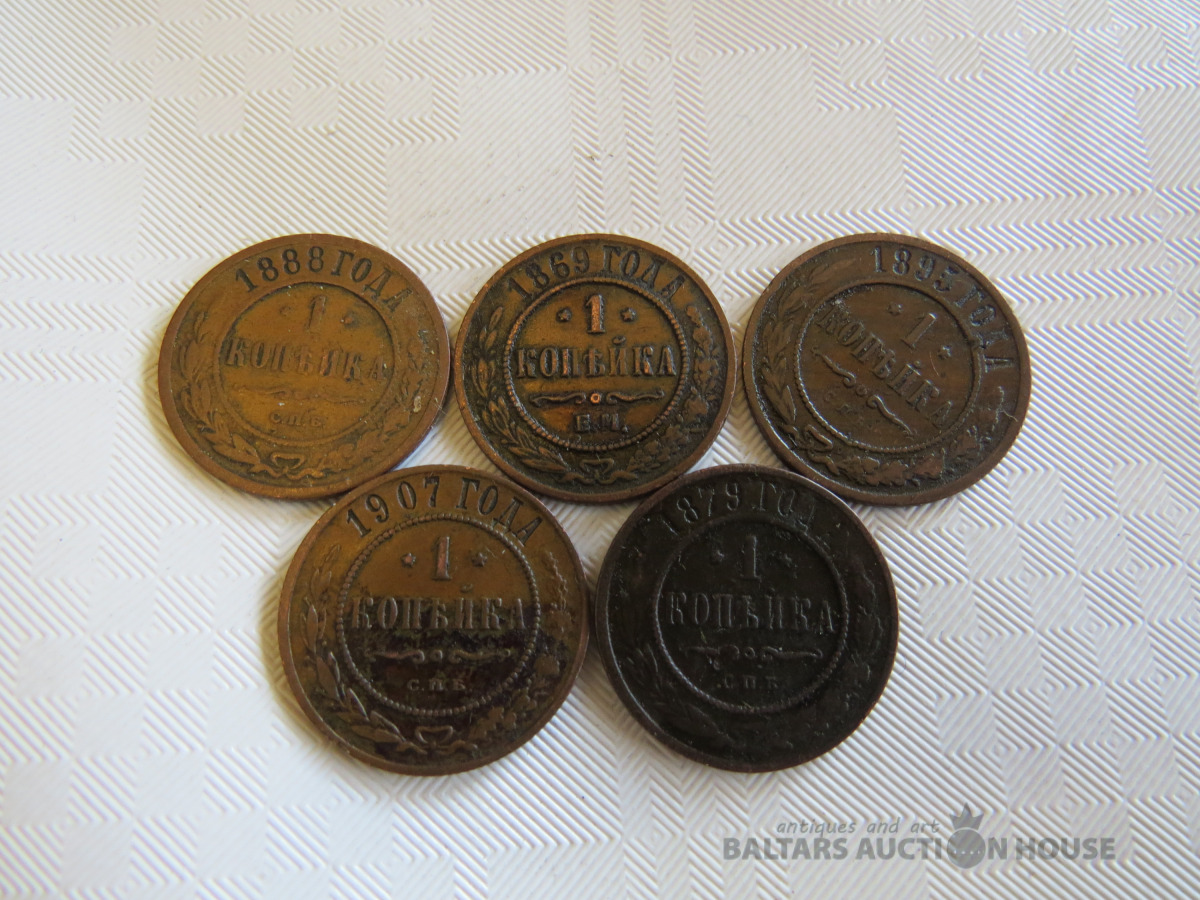 1888 ГОДА
1
КОПѢЙКА
С.П.Б.
1869 ГОДА
1
КОПѢЙКА
Е.М.
1895 ГОДА
1
КОПѢЙКА
1907 ГОДА
1
КОПѢЙКА
С.П.Б.
1879 ГОДА
1
КОПѢЙКА
С.П.Б.
antiques and art
BALTARS AUCTION HOUSE